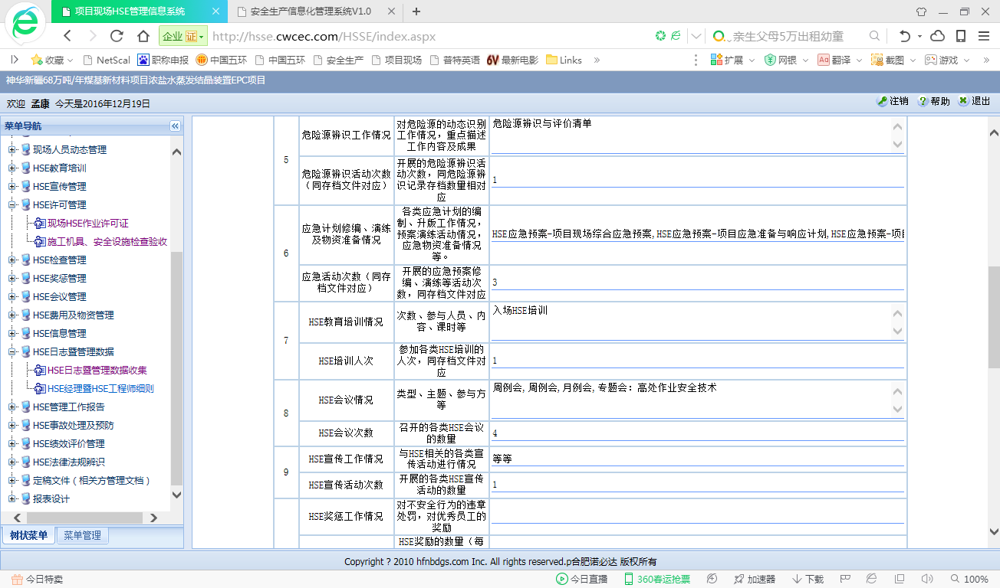 项目现场HSE管理信息系统
安全生产信息化管理系统V1.0
企业 证
http://hsse.cwcec.com/HSSE/index.aspx
亲生父母5万出租幼童
收藏 NetScal 职称申报 中国五环 中国五环 安全生产 项目现场 普特英语 最新电影 Links » 扩展 网银 翻译 截图 游戏 »
神华新疆68万吨/年煤基新材料项目浓盐水蒸发结晶装置EPC项目
欢迎 孟康 今天是2016年12月19日
注销 帮助 退出
菜单导航
现场人员动态管理
HSE教育培训
HSE宣传管理
HSE许可管理
现场HSE作业许可证
施工机具、安全设施检查验收
HSE检查管理
HSE奖惩管理
HSE会议管理
HSE费用及物资管理
HSE信息管理
HSE日志暨管理数据
HSE日志暨管理数据收集
HSE经理暨HSE工程师细则
HSE管理工作报告
HSE事故处理及预防
HSE绩效评价管理
HSE法律法规辨识
定稿文件（相关方管理文档）
报表设计
树状菜单 菜单管理
5
危险源辨识工作情况
对危险源的动态识别
工作情况，重点描述
工作内容及成果
危险源辨识与评价清单
危险源辨识活动次数
（同存档文件对应）
开展的危险源辨识活
动次数，同危险源辨
识记录存档数量相对
应
1
6
应急计划修编、演练
及物资准备情况
各类应急计划的编
制、升版工作情况，
预案演练活动情况，
应急物资准备情况
等。
HSE应急预案-项目现场综合应急预案,HSE应急预案-项目应急准备与响应计划,HSE应急预案-项目
应急活动次数（同存
档文件对应）
开展的应急预案修
编、演练等活动次
数，同存档文件对应
3
7
HSE教育培训情况
次数、参与人员、内
容、课时等
入场HSE培训
HSE培训人次
参加各类HSE培训的
人次，同存档文件对
应
1
8
HSE会议情况
类型、主题、参与方
等
周例会,周例会,月例会,专题会：高处作业安全技术
HSE会议次数
召开的各类HSE会议
的数量
4
9
HSE宣传工作情况
与HSE相关的各类宣
传活动进行情况
等等
HSE宣传活动次数
开展的各类HSE宣传
活动的数量
1
HSE奖惩工作情况
对不安全行为的违章
处罚，对优秀员工的
奖励
HSE奖励的数量（每
Copyright ? 2010 hfnbdgs.com Inc. All rights reserved.p合肥诺必达 版权所有
今日特卖
今日直播 360春运抢票 加速器 下载 100%